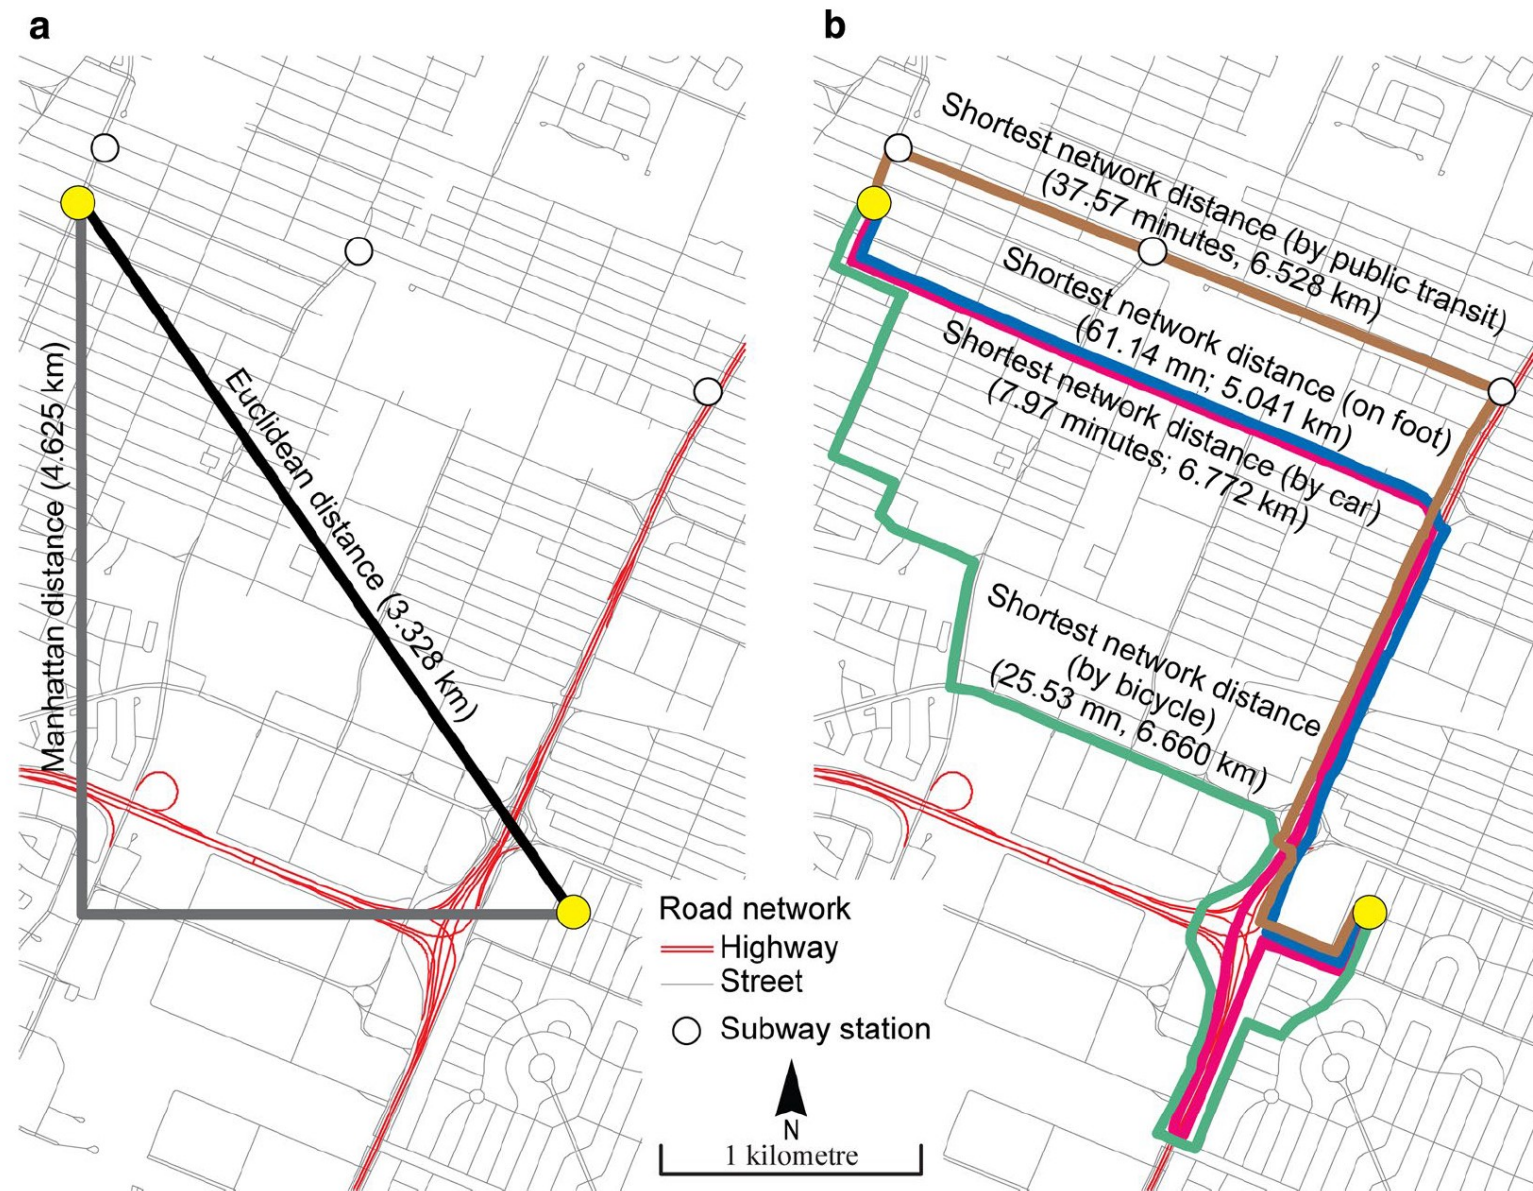 a
b
Manhattan distance (4.625 km)
Euclidean distance (3.328 km)
Shortest network distance (by public transit)
(37.57 minutes, 6.528 km)
Shortest network distance (on foot)
(61.14 mn; 5.041 km)
Shortest network distance (by car)
(7.97 minutes; 6.772 km)
Shortest network distance
(by bicycle)
(25.53 mn, 6.660 km)
Road network
Highway
Street
Subway station
N
1 kilometre